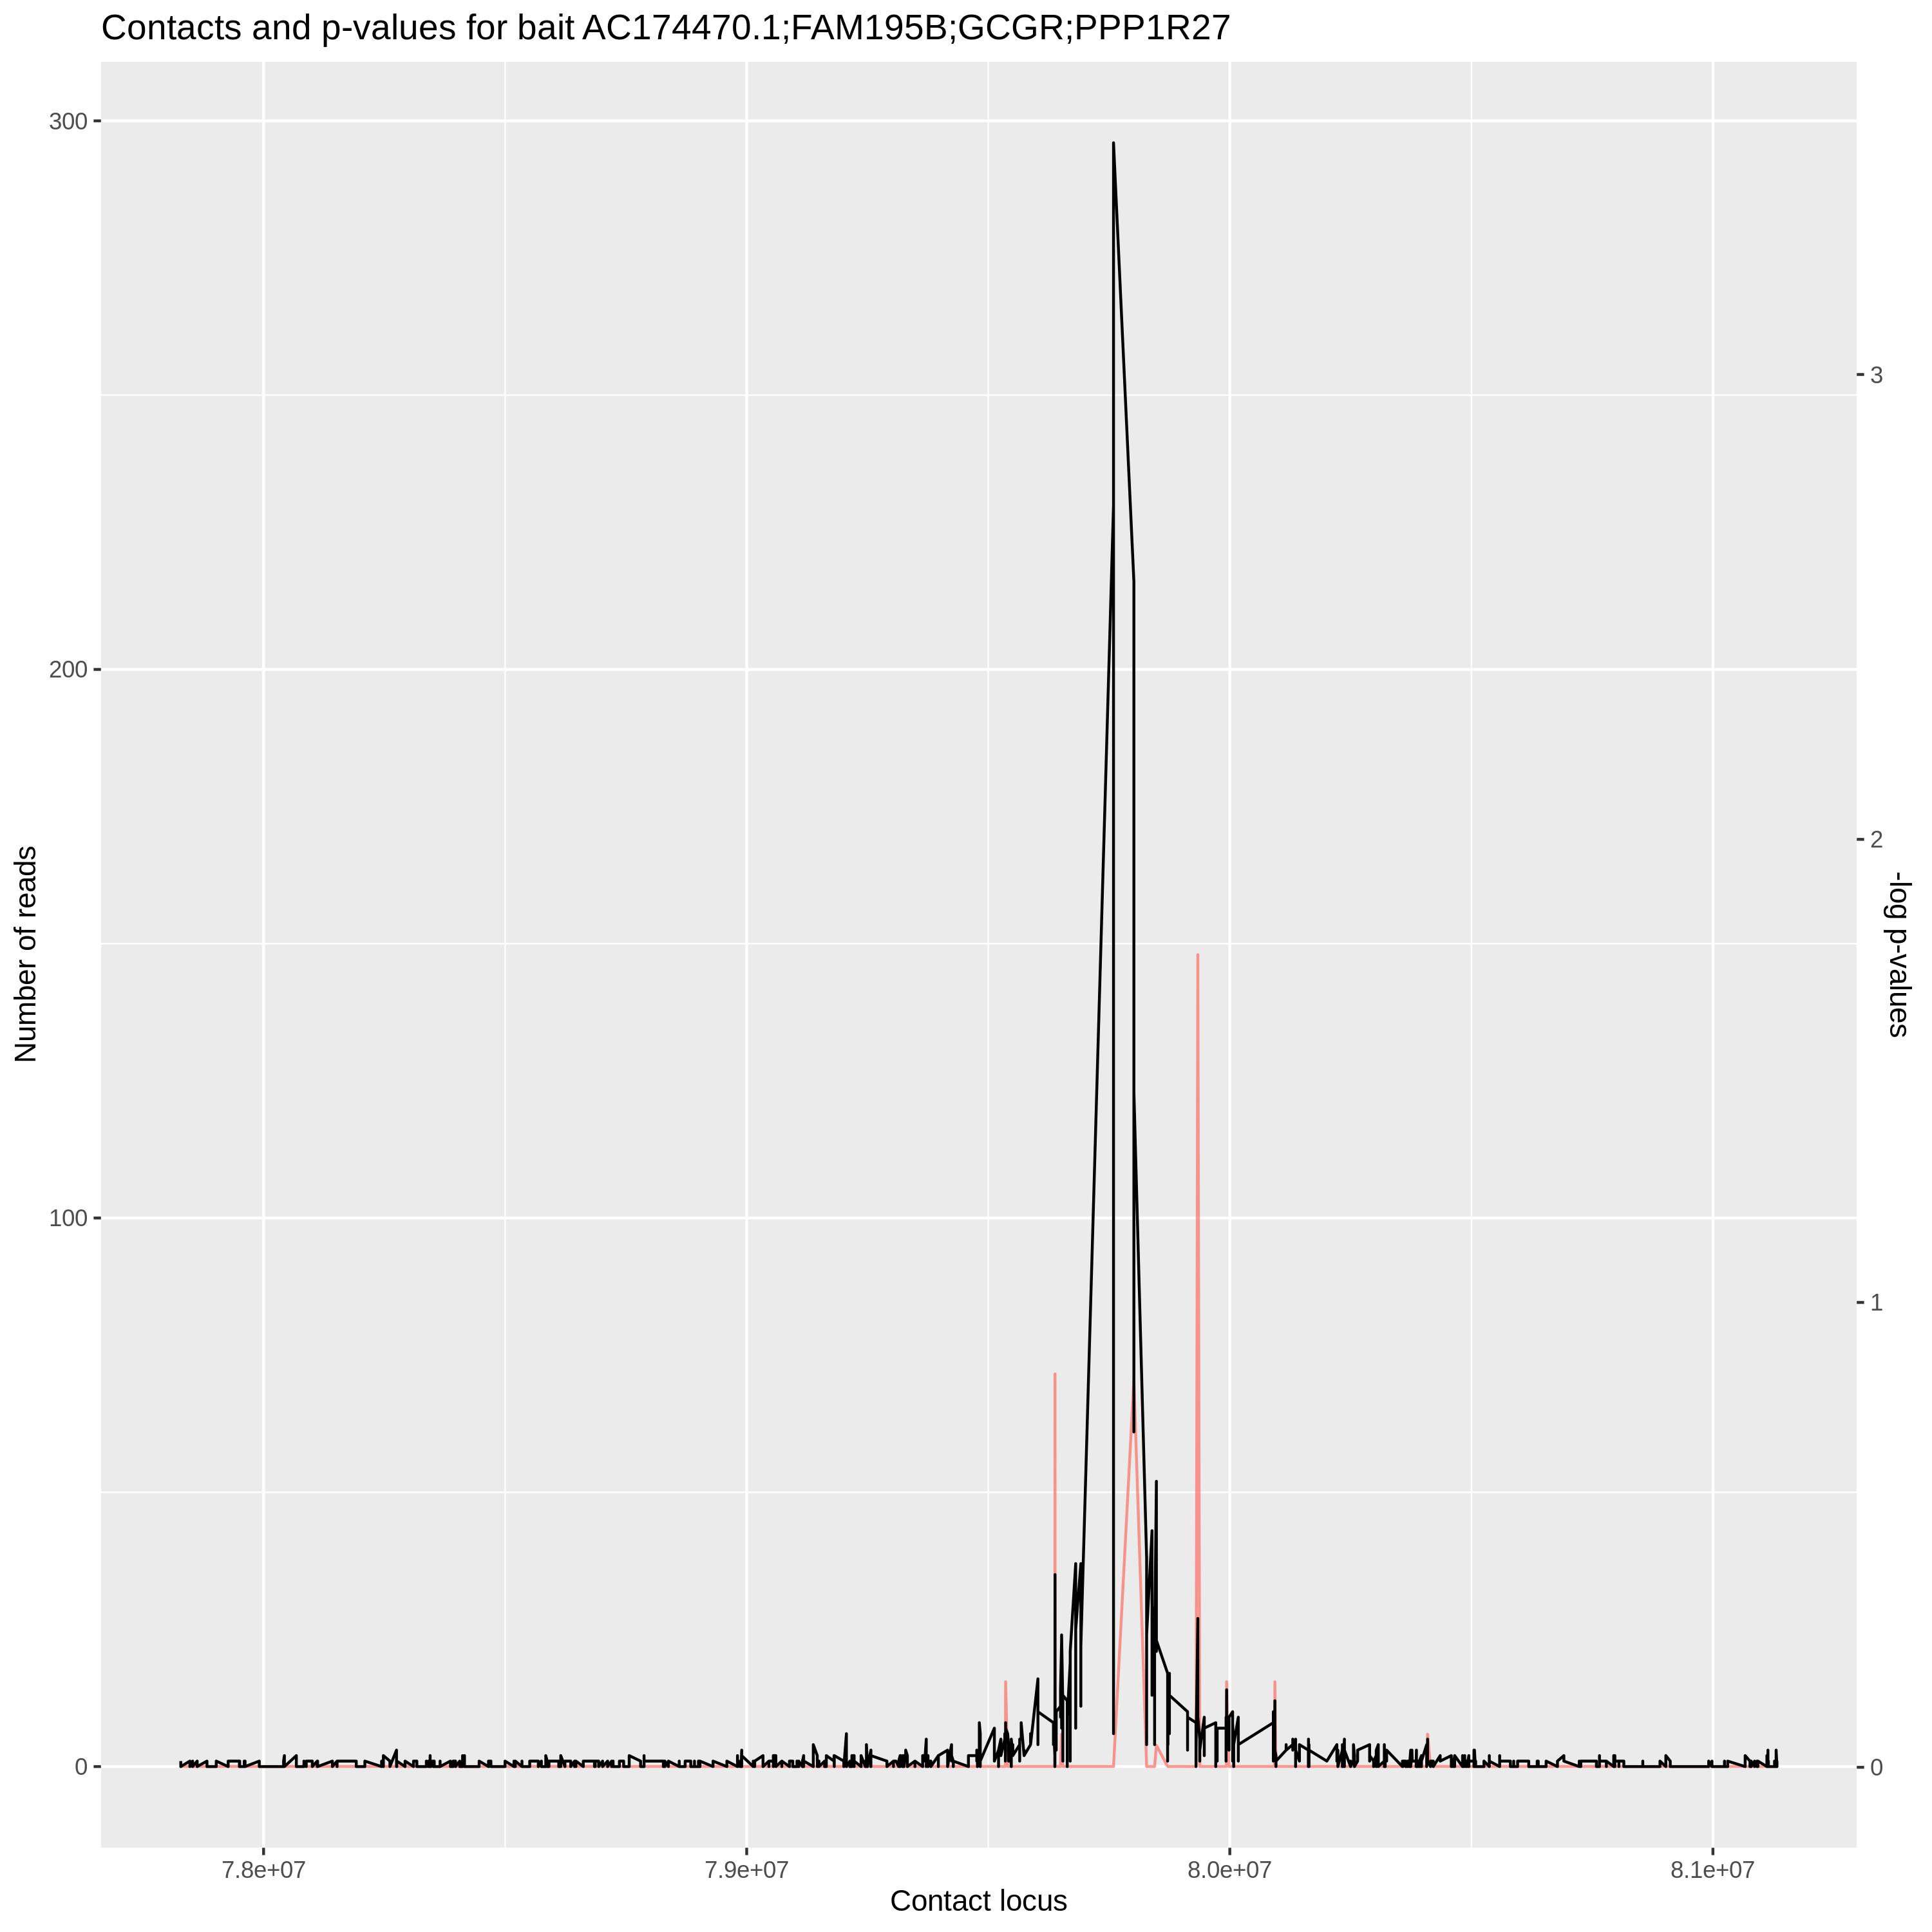 Contacts and p-values for bait AC174470.1;FAM195B;GCGR;PPP1R27
300
200
100
0
Number of reads
3
2
1
0
-log p-values
7.8e+07
7.9e+07
8.0e+07
8.1e+07
Contact locus